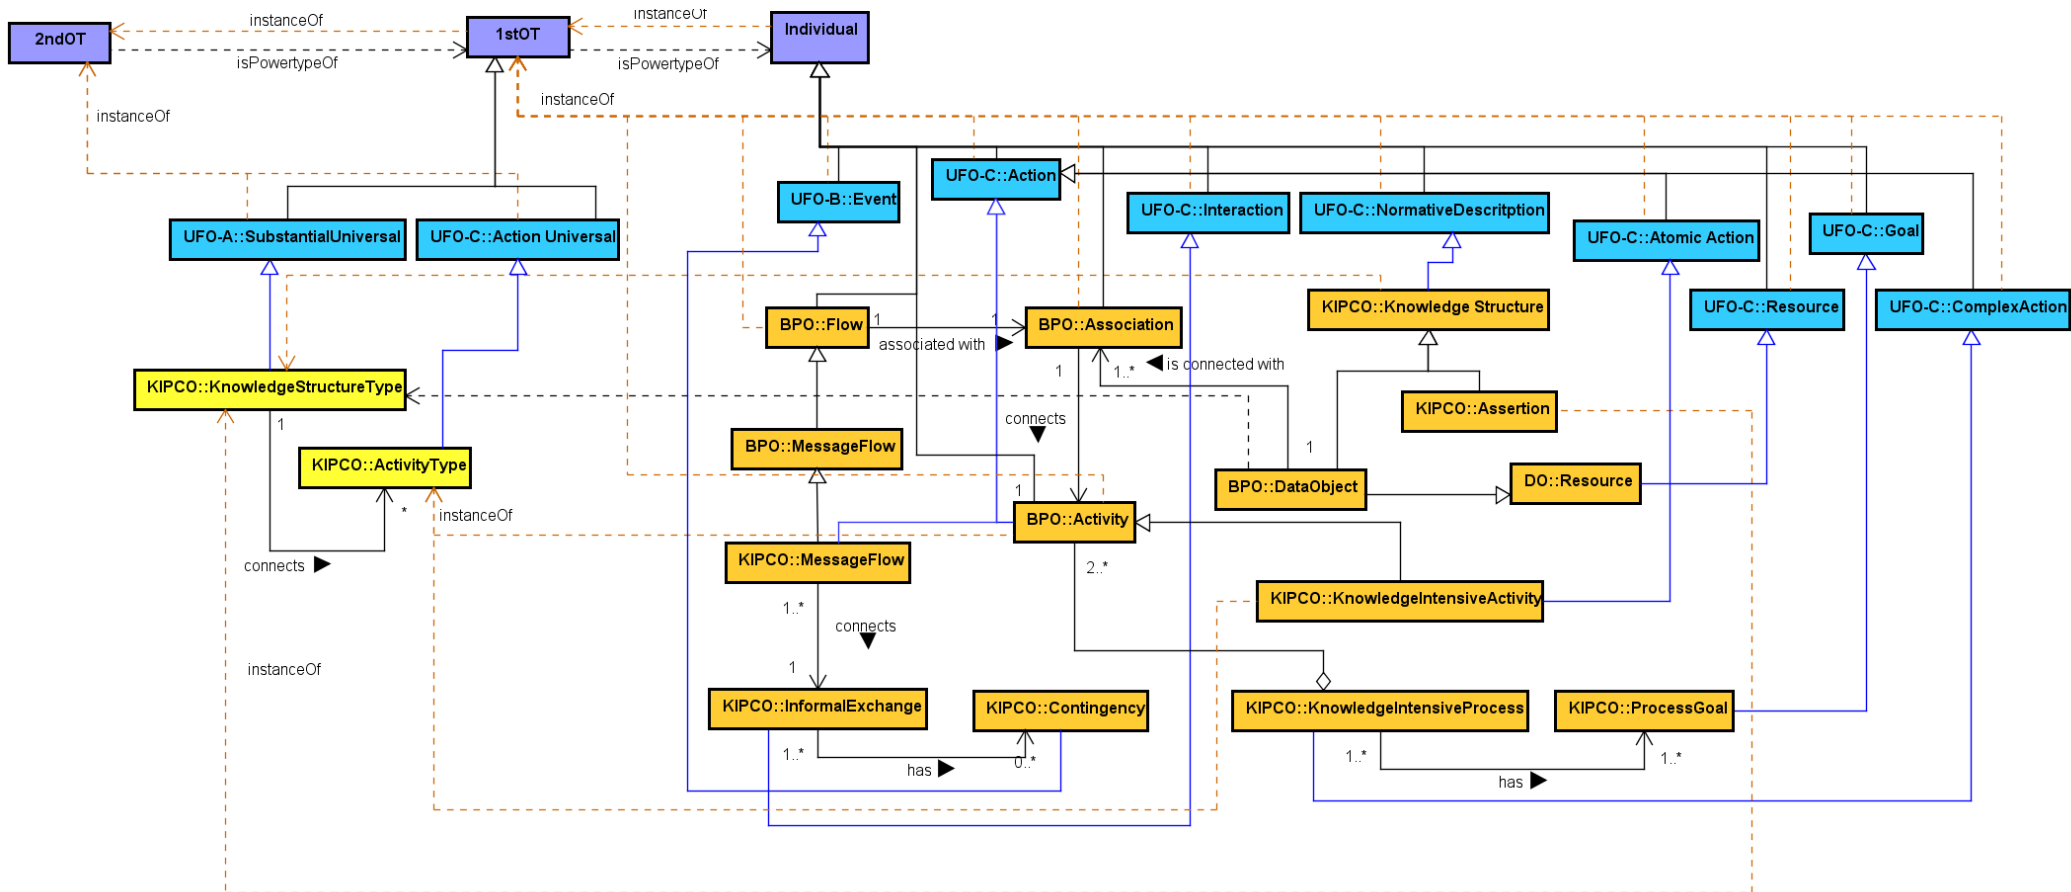 instanceOf
instanceOf
2ndOT
1stOT
Individual
isPowertypeOf
isPowertypeOf
instanceOf
instanceOf
UFO-C::Action
UFO-B::Event
UFO-C::Interaction
UFO-C::NormativeDescritption
UFO-A::SubstantialUniversal
UFO-C::Action Universal
UFO-C::Atomic Action
UFO-C::Goal
KIPCO::Knowledge Structure
UFO-C::Resource
UFO-C::ComplexAction
BPO::Flow
1
1
BPO::Association
associated with
is connected with
1
1..*
KIPCO::KnowledgeStructureType
1
KIPCO::Assertion
connects
BPO::MessageFlow
1
KIPCO::ActivityType
BPO::DataObject
DO::Resource
1
*
instanceOf
BPO::Activity
connects
KIPCO::MessageFlow
2..*
1..*
KIPCO::KnowledgeIntensiveActivity
connects
instanceOf
1
KIPCO::InformalExchange
KIPCO::Contingency
KIPCO::KnowledgeIntensiveProcess
KIPCO::ProcessGoal
1..*
has
0..*
1..*
has
1..*